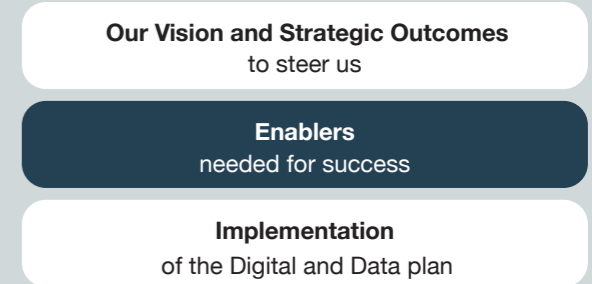 Our Vision and Strategic Outcomes
to steer us
Enablers
needed for success
Implementation
of the Digital and Data plan